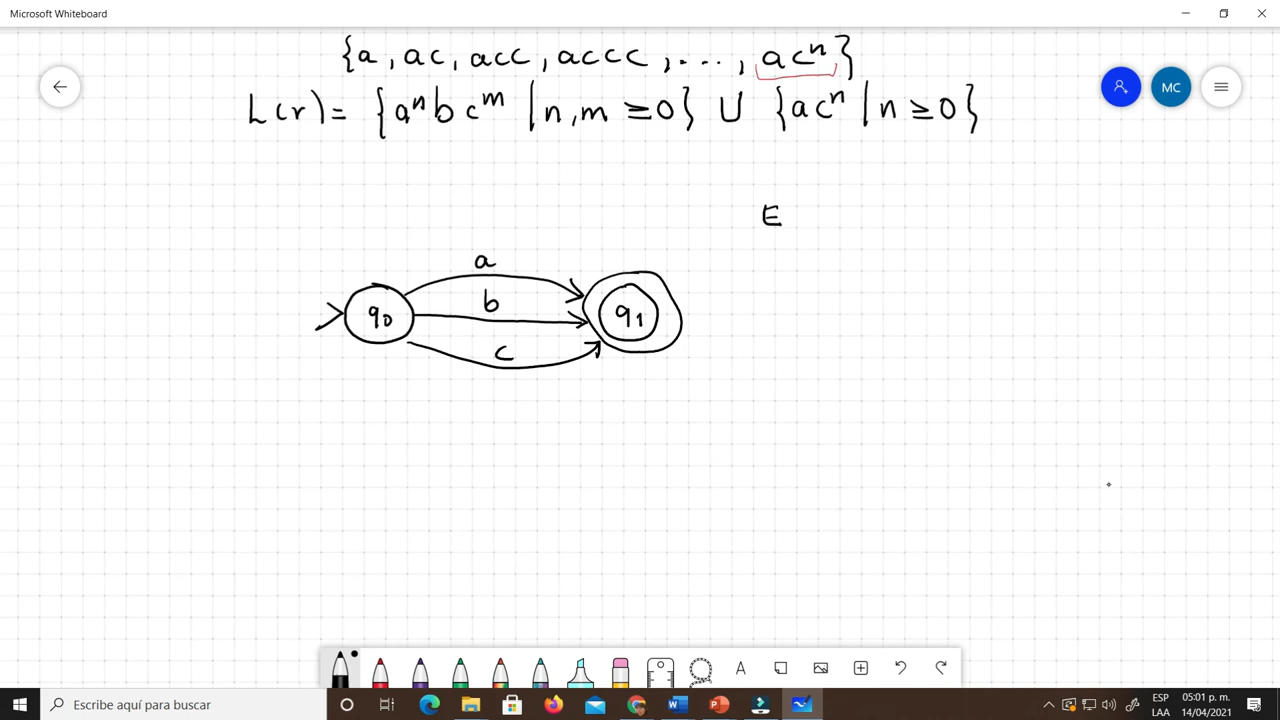 Microsoft Whiteboard
{a, ac, acc, accc, ..., acⁿ}
L(r) = {aⁿbcᵐ | n,m ≥0} ∪ {acⁿ | n ≥0}
MC
E
a
b
c
q₀
q₁
A
Escribe aquí para buscar
ESP
LAA
05:01 p. m.
14/04/2021